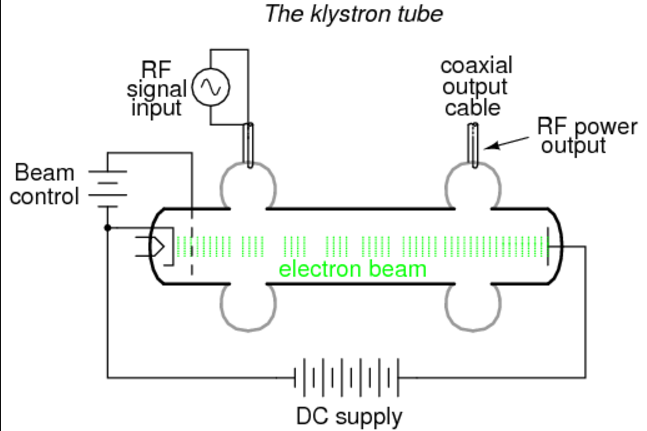 The klystron tube
RF
signal
input
coaxial
output
cable
RF power
output
Beam
control
electron beam
DC supply